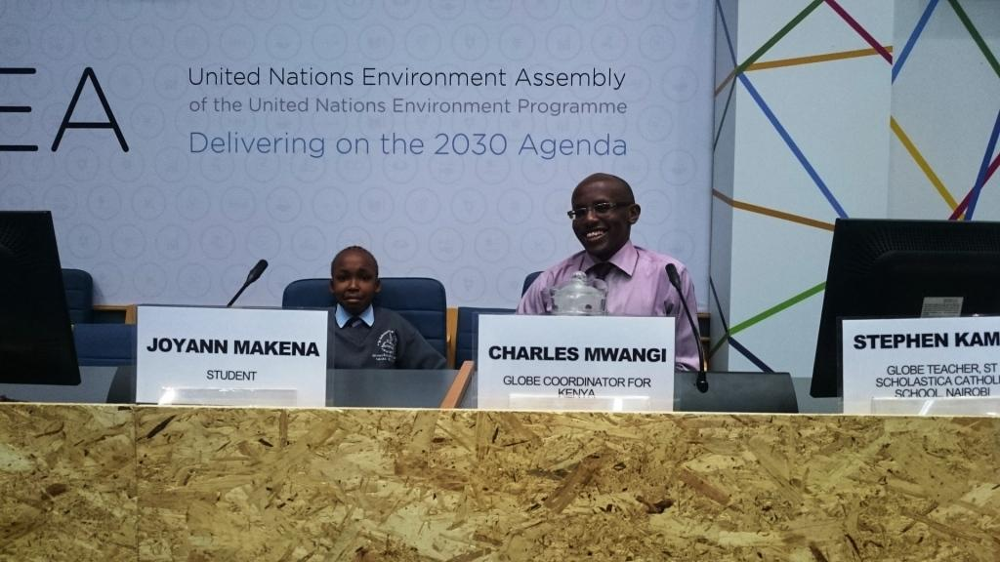 EA
United Nations Environment Assembly
of the United Nations Environment Programme
Delivering on the 2030 Agenda
JOYANN MAKENA
STUDENT
CHARLES MWANGI
GLOBE COORDINATOR FOR
KENYA
STEPHEN KAM
GLOBE TEACHER, ST
SCHOLASTICA CATHOLI
SCHOOL NAIROBI